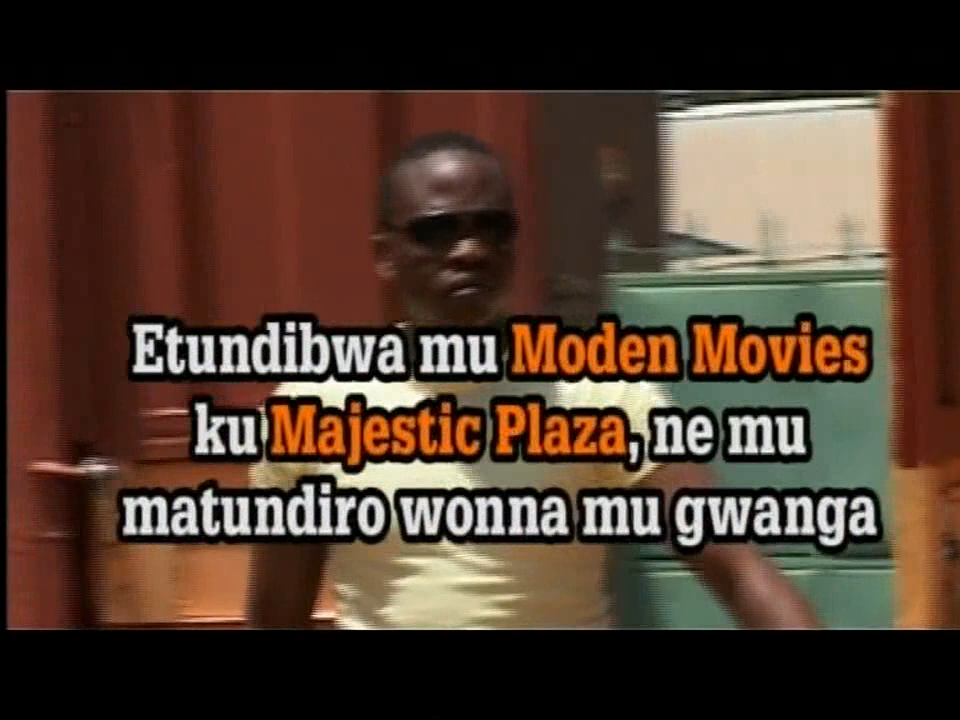 Etundibwa mu Moden Movies
ku Majestic Plaza, ne mu
matundiro wonna mu gwanga